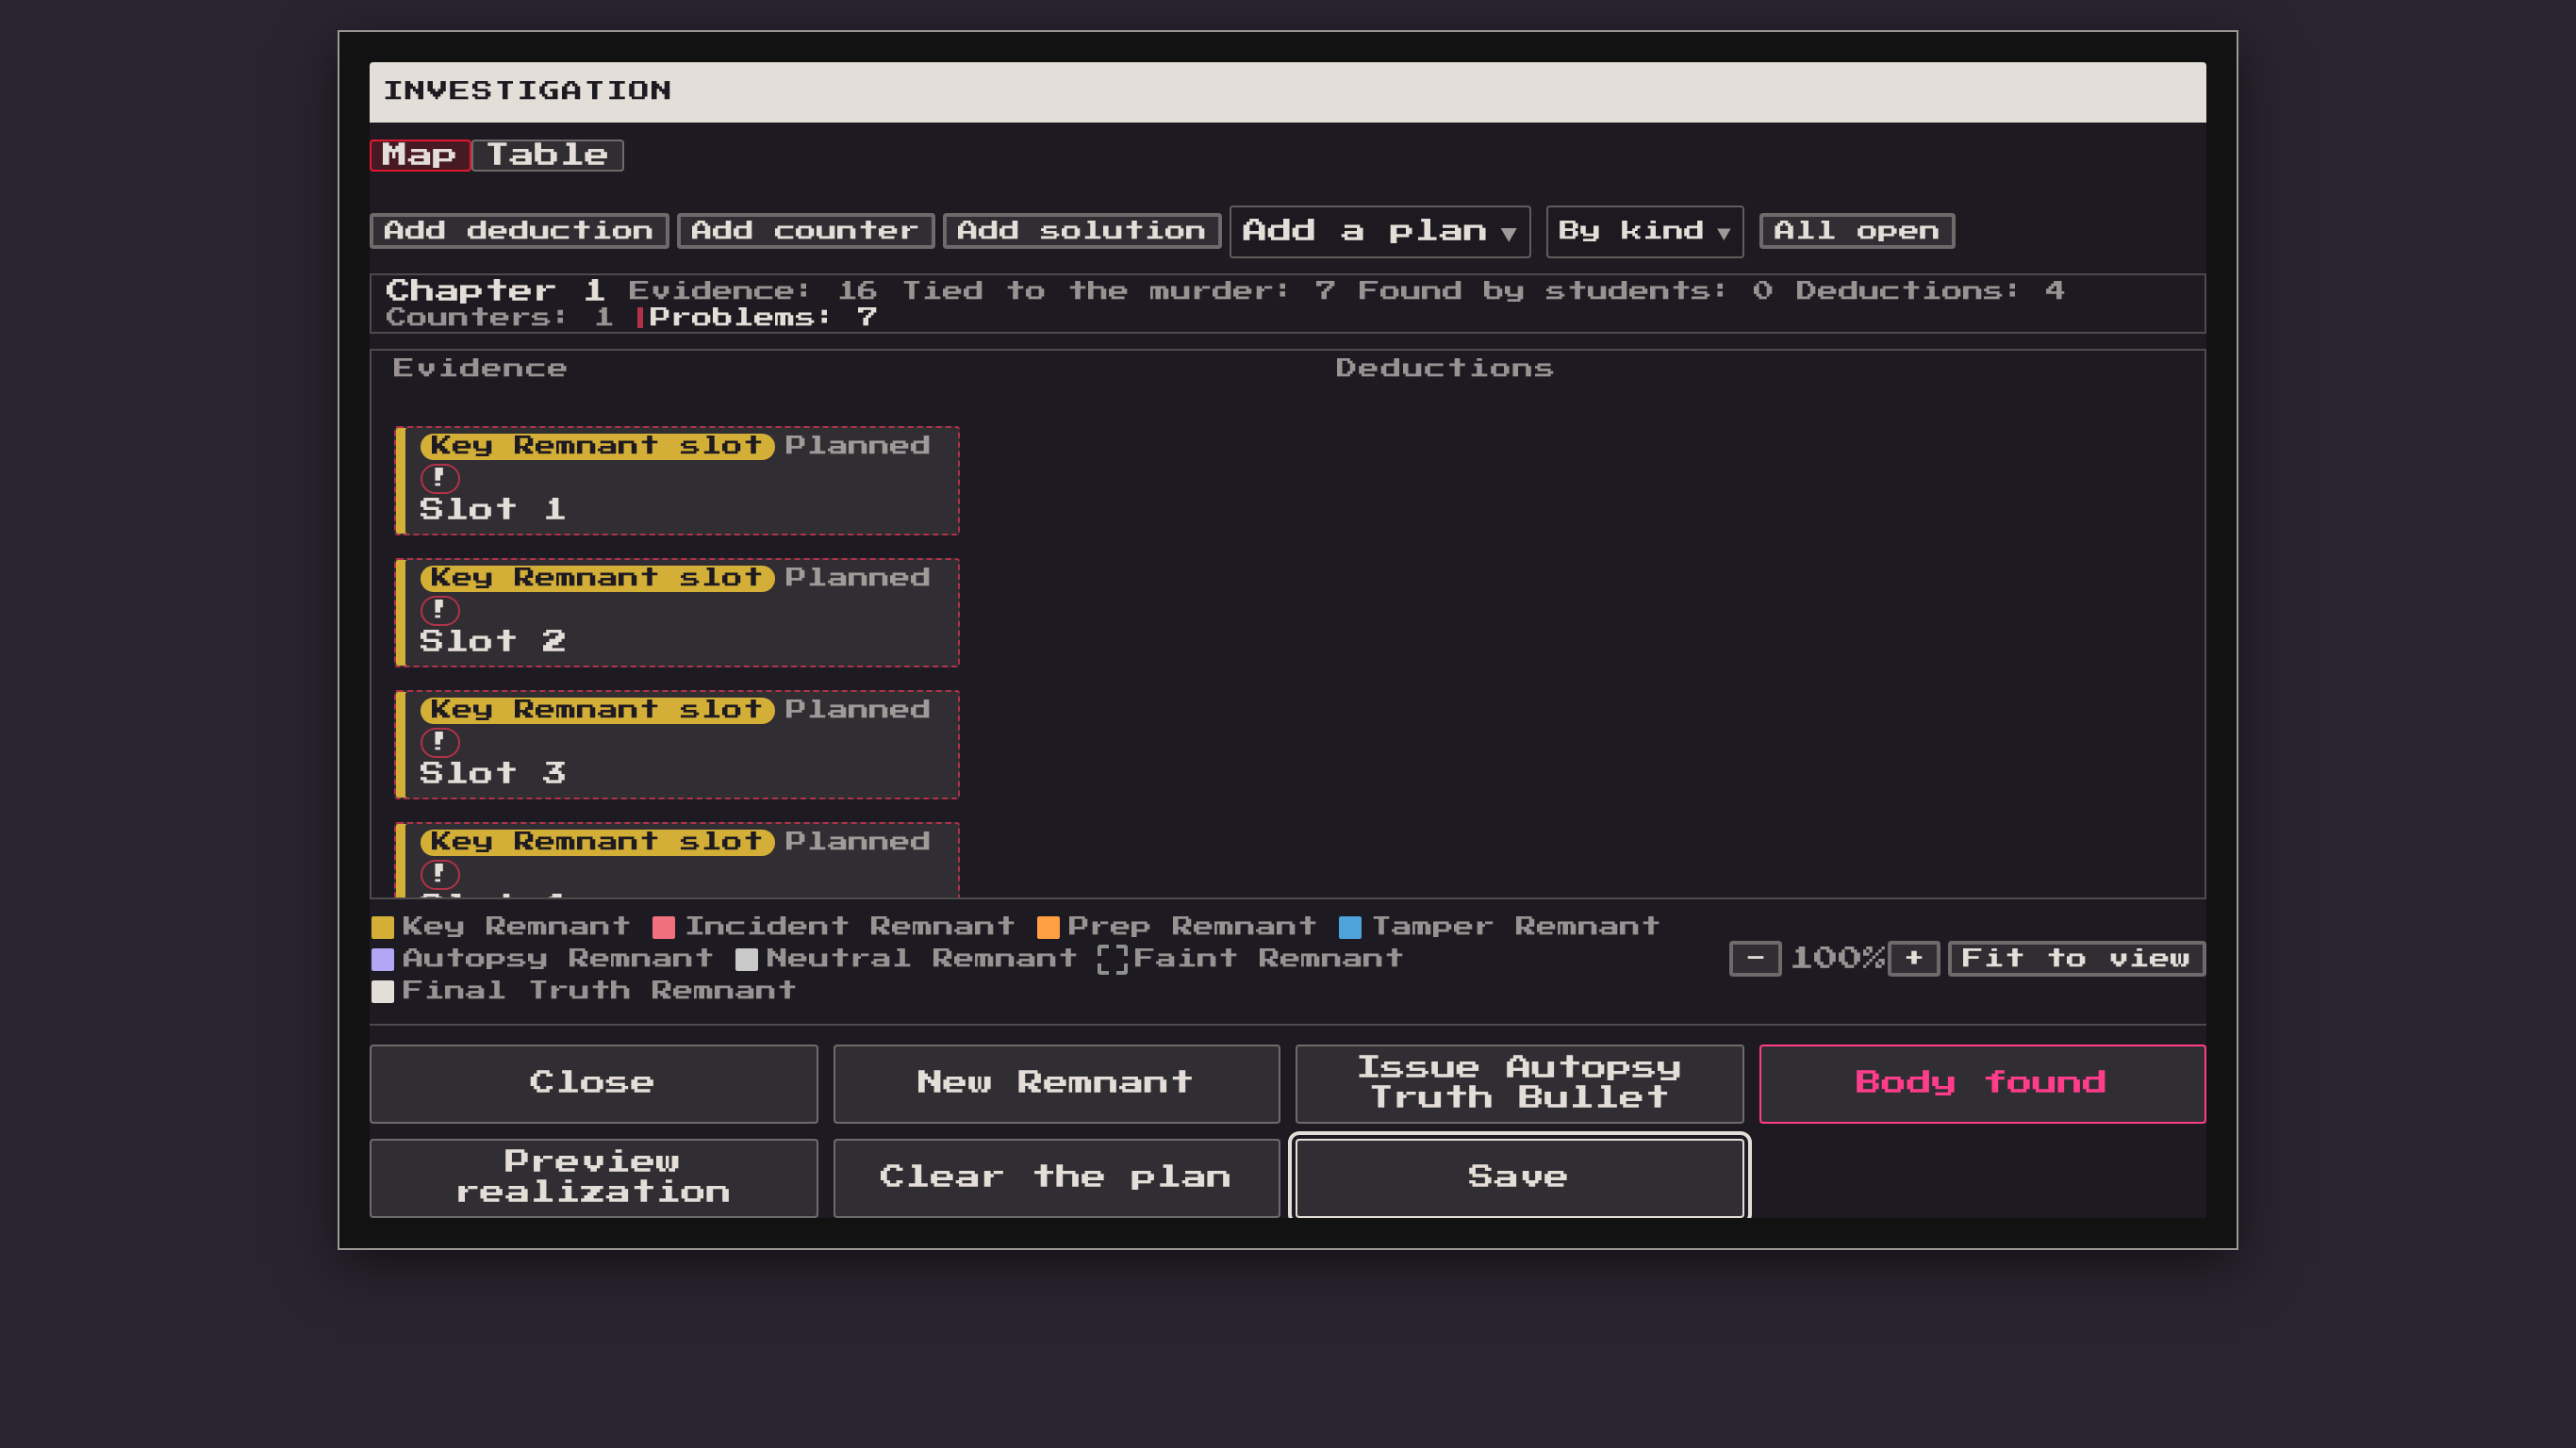 INVESTIGATION
Map Table
Add deduction Add counter Add solution Add a plan ▼ By kind ▼ All open
Chapter 1 Evidence: 16 Tied to the murder: 7 Found by students: 0 Deductions: 4
Counters: 1 Problems: 7
Evidence Deductions
Key Remnant slot Planned
!
Slot 1
Key Remnant slot Planned
!
Slot 2
Key Remnant slot Planned
!
Slot 3
Key Remnant slot Planned
!
Key Remnant Incident Remnant Prep Remnant Tamper Remnant
Autopsy Remnant Neutral Remnant Faint Remnant
Final Truth Remnant
- 100% + Fit to view
Close
New Remnant
Issue Autopsy
Truth Bullet
Body found
Preview
realization
Clear the plan
Save